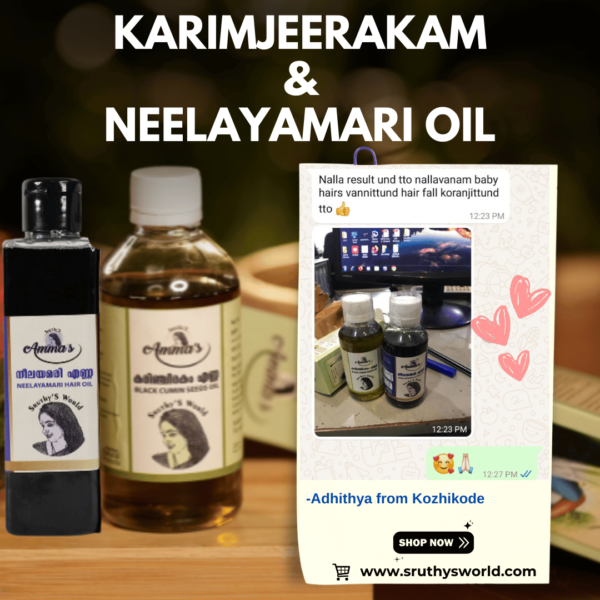 KARIMJEERAKAM
&
NEELAYAMARI OIL
Amma's
നീലയമരി എണ്ണ
NEELAYAMARI HAIR OIL
Sruthy'S World
Amma's
കരിഞ്ചീരകം എണ്ണ
BLACK CUMIN SEEDS OIL
Sruthy'S World
Nalla result und tto nallavanam baby
hairs vannittund hair fall koranjittund
tto 👍
12:23 PM
12:23 PM
🥰🙏🏻
12:27 PM
-Adhithya from Kozhikode
SHOP NOW
www.sruthysworld.com